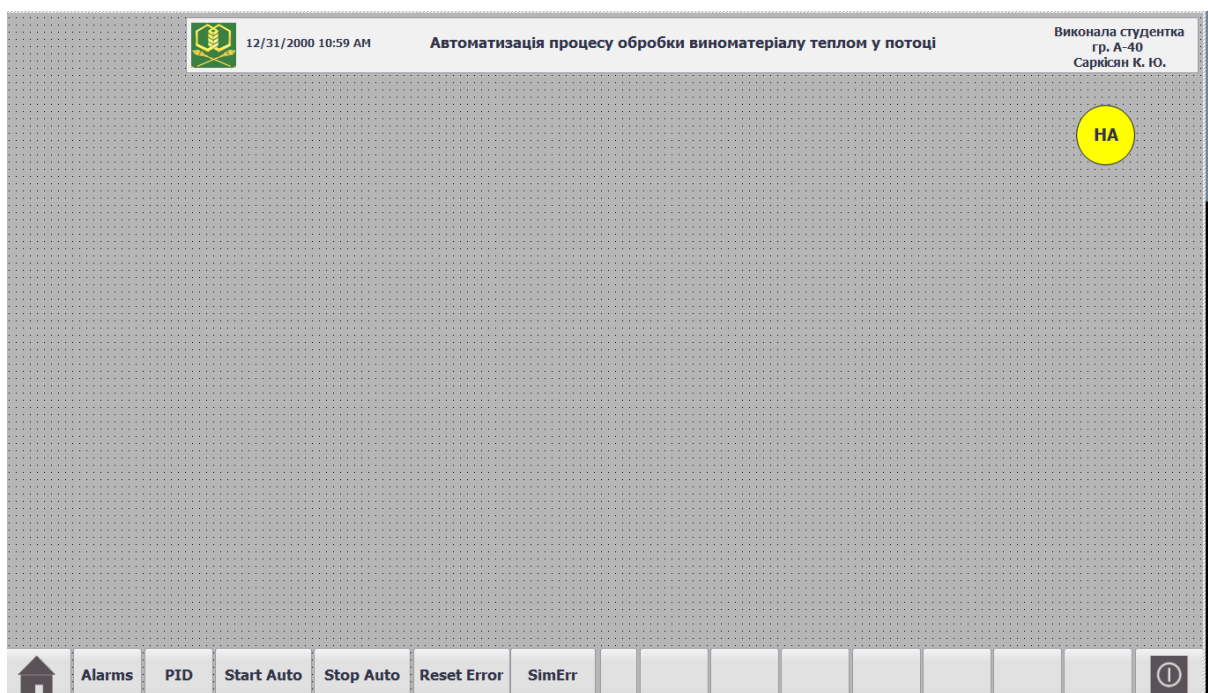 12/31/2000 10:59 AM
Автоматизація процесу обробки виноматеріалу теплом у потоці
Виконала студентка
гр. А-40
Саркісян К. Ю.
НА
Alarms
PID
Start Auto
Stop Auto
Reset Error
SimErr